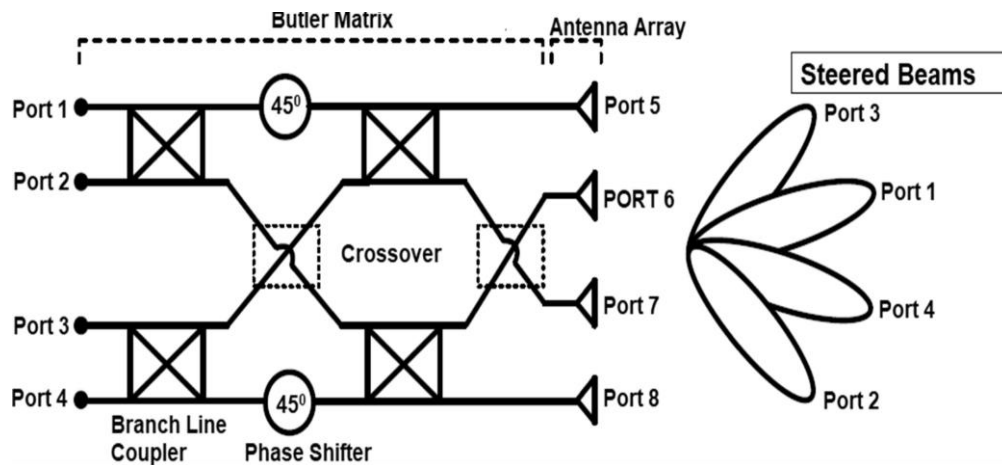 Butler Matrix
Antenna Array
Steered Beams
Port 1
45⁰
Port 5
Port 3
Port 2
PORT 6
Port 1
Crossover
Port 3
Port 7
Port 4
Port 4
45⁰
Port 8
Port 2
Branch Line
Coupler
Phase Shifter